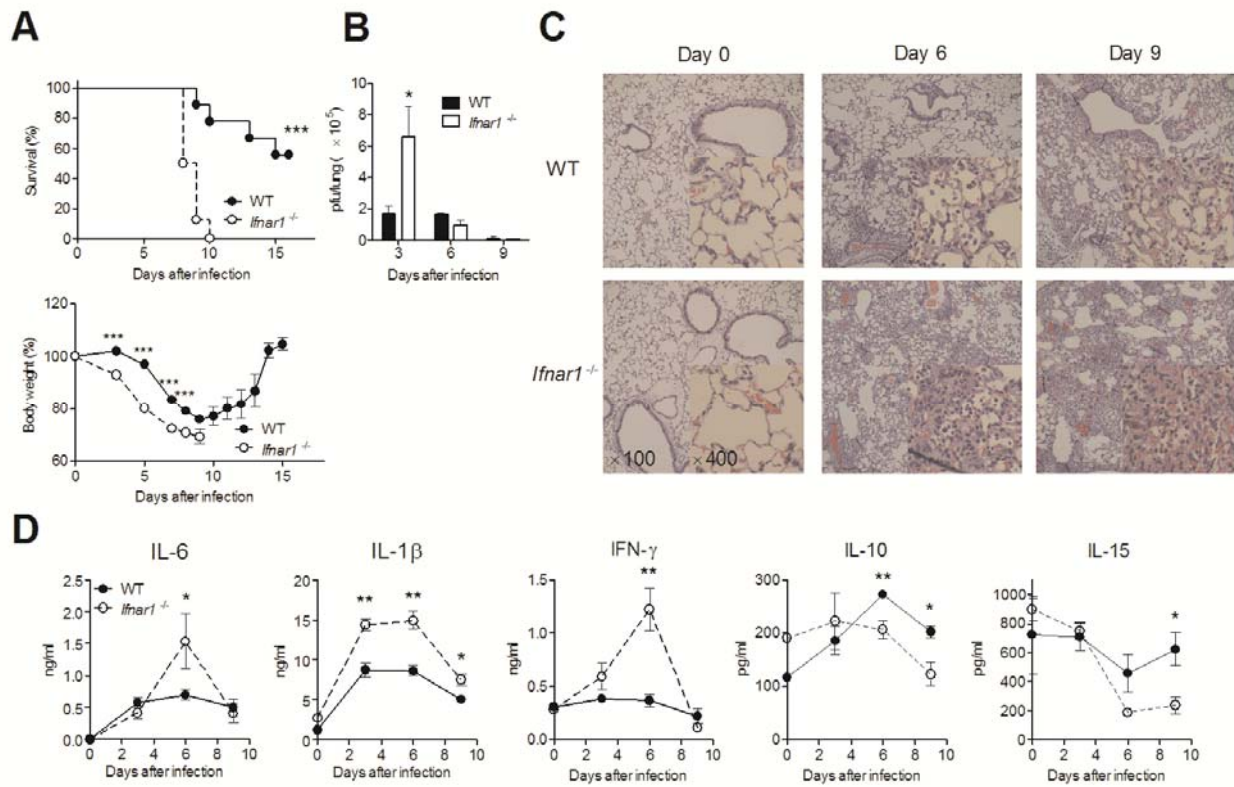 A
B
C
Survival (%)
100
80
60
40
20
0
***
WT
Ifnar1 -/-
0
5
10
15
Days after infection
pfu/lung ( × 10 5)
10
8
6
4
2
0
*
WT
Ifnar1 -/-
3
6
9
Days after infection
Body weight (%)
120
100
80
60
***
***
***
***
WT
Ifnar1 -/-
0
5
10
15
Days after infection
Day 0
Day 6
Day 9
WT
Ifnar1 -/-
×100
×400
D
IL-6
ng/ml
2.5
2.0
1.5
1.0
0.5
0.0
WT
Ifnar1 -/-
*
0 2 4 6 8 10
Days after infection
IL-1β
ng/ml
20
15
10
5
0
**
**
*
0 2 4 6 8 10
Days after infection
IFN-γ
ng/ml
1.5
1.0
0.5
0.0
**
0 2 4 6 8 10
Days after infection
IL-10
pg/ml
300
200
100
0
**
*
0 2 4 6 8 10
Days after infection
IL-15
pg/ml
1000
800
600
400
200
0
*
0 2 4 6 8 10
Days after infection